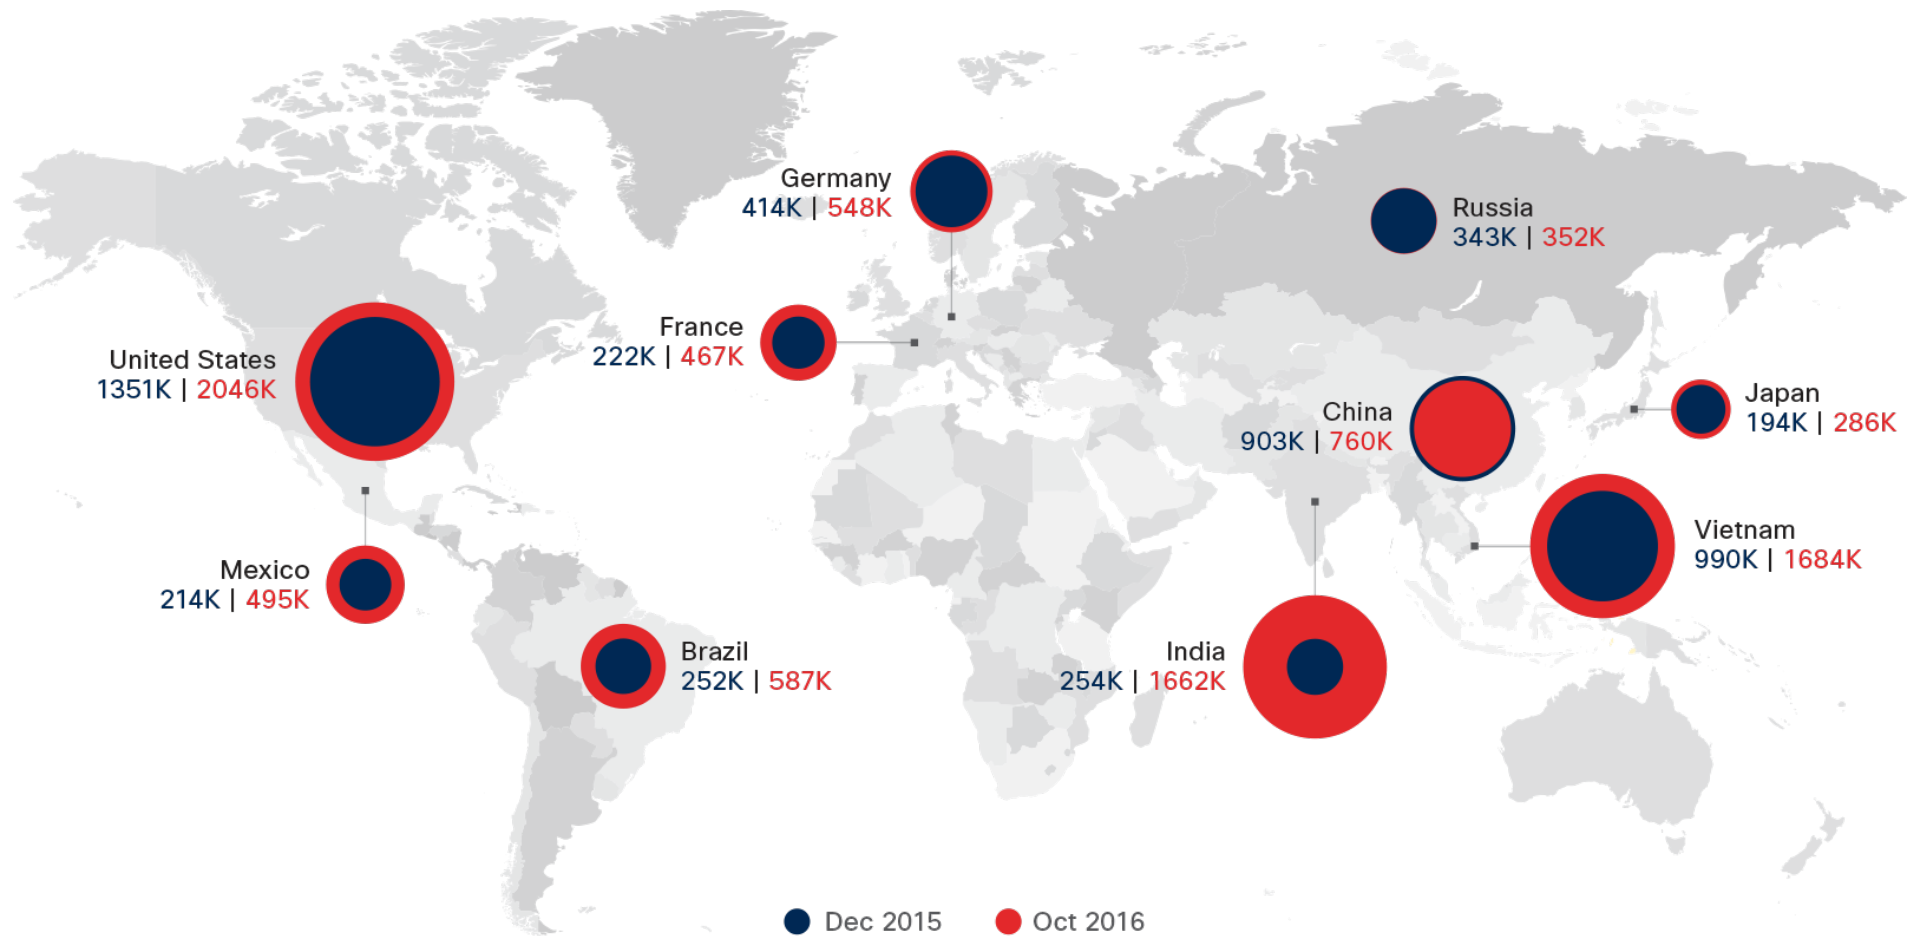 Germany
414K | 548K
Russia
343K | 352K
France
222K | 467K
United States
1351K | 2046K
China
903K | 760K
Japan
194K | 286K
Vietnam
990K | 1684K
Mexico
214K | 495K
Brazil
252K | 587K
India
254K | 1662K
Dec 2015 Oct 2016